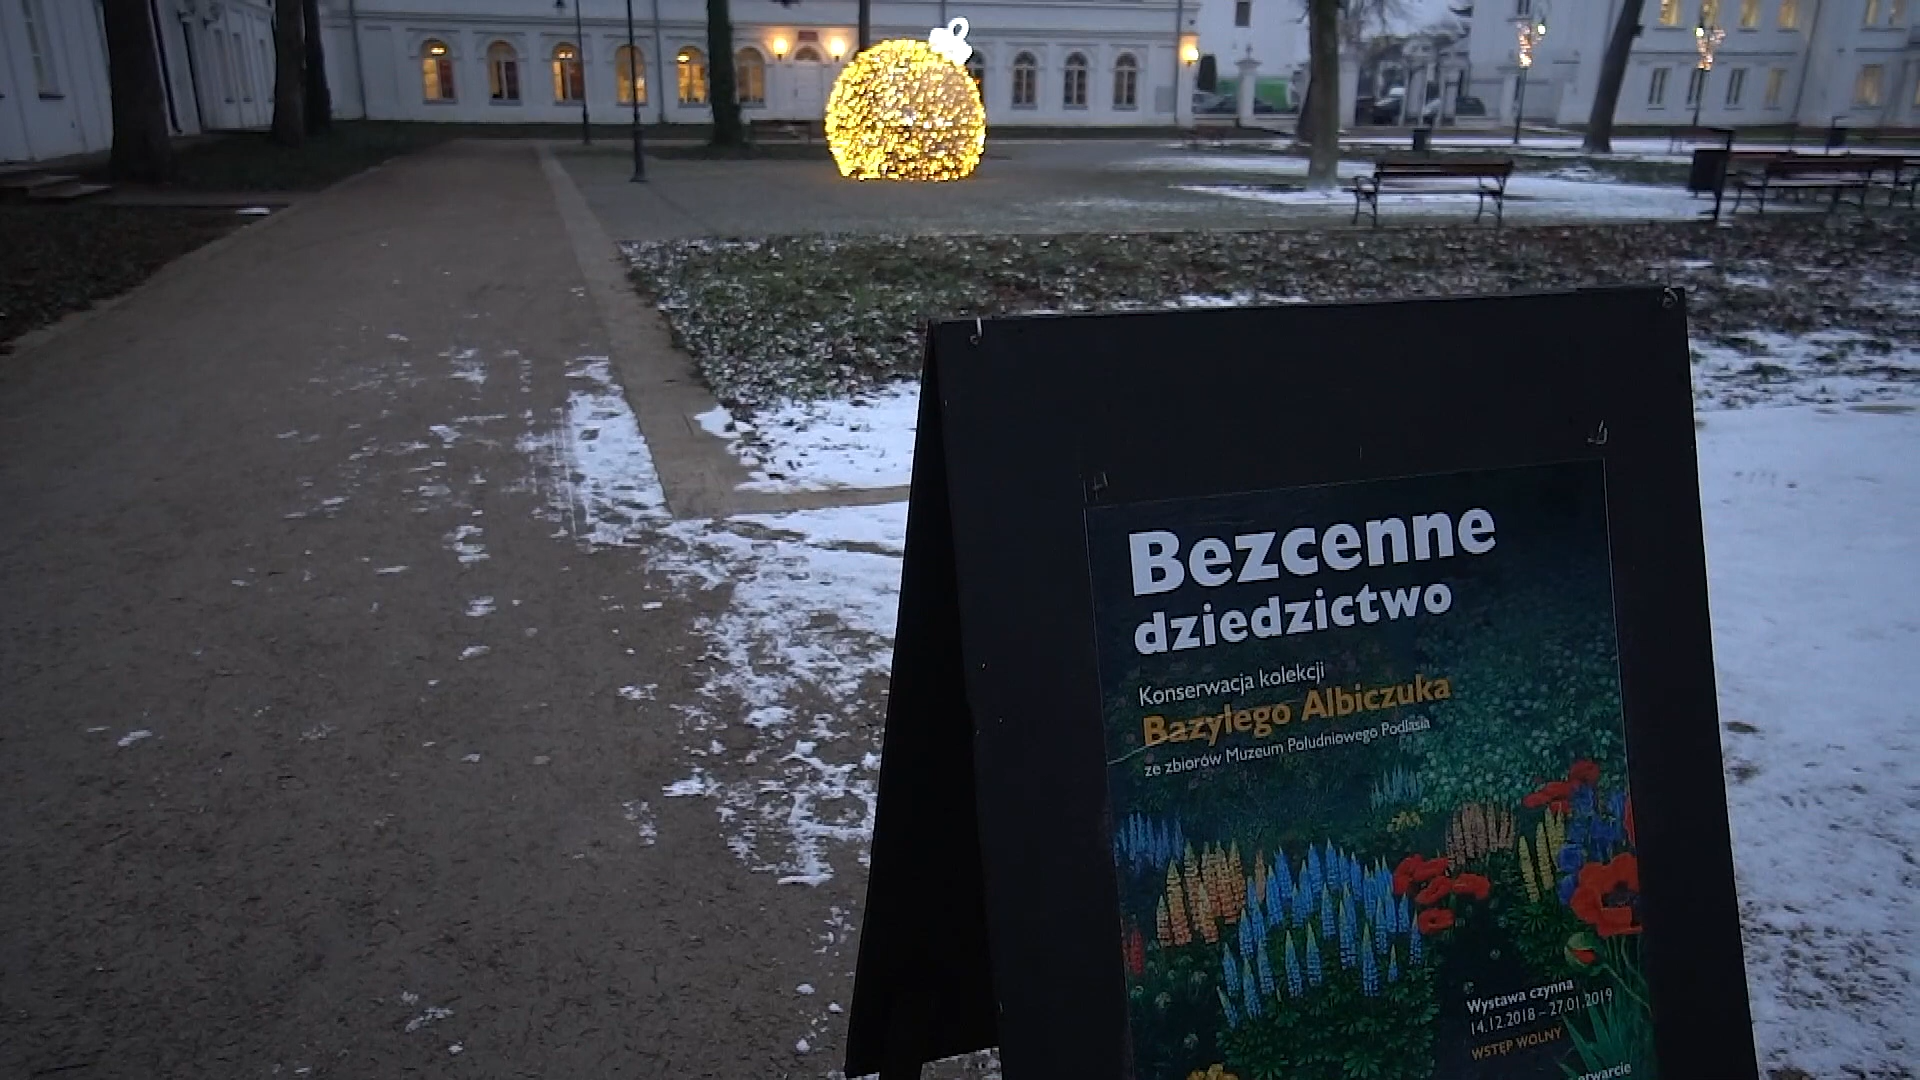 Bezcenne
dziedzictwo
Konserwacja kolekcji
Bazylego Albiczuka
ze zbiorów Muzeum Południowego Podlasia
Wystawa czynna
14.12.2018 – 27.01.2019
WSTĘP WOLNY
otwarcie